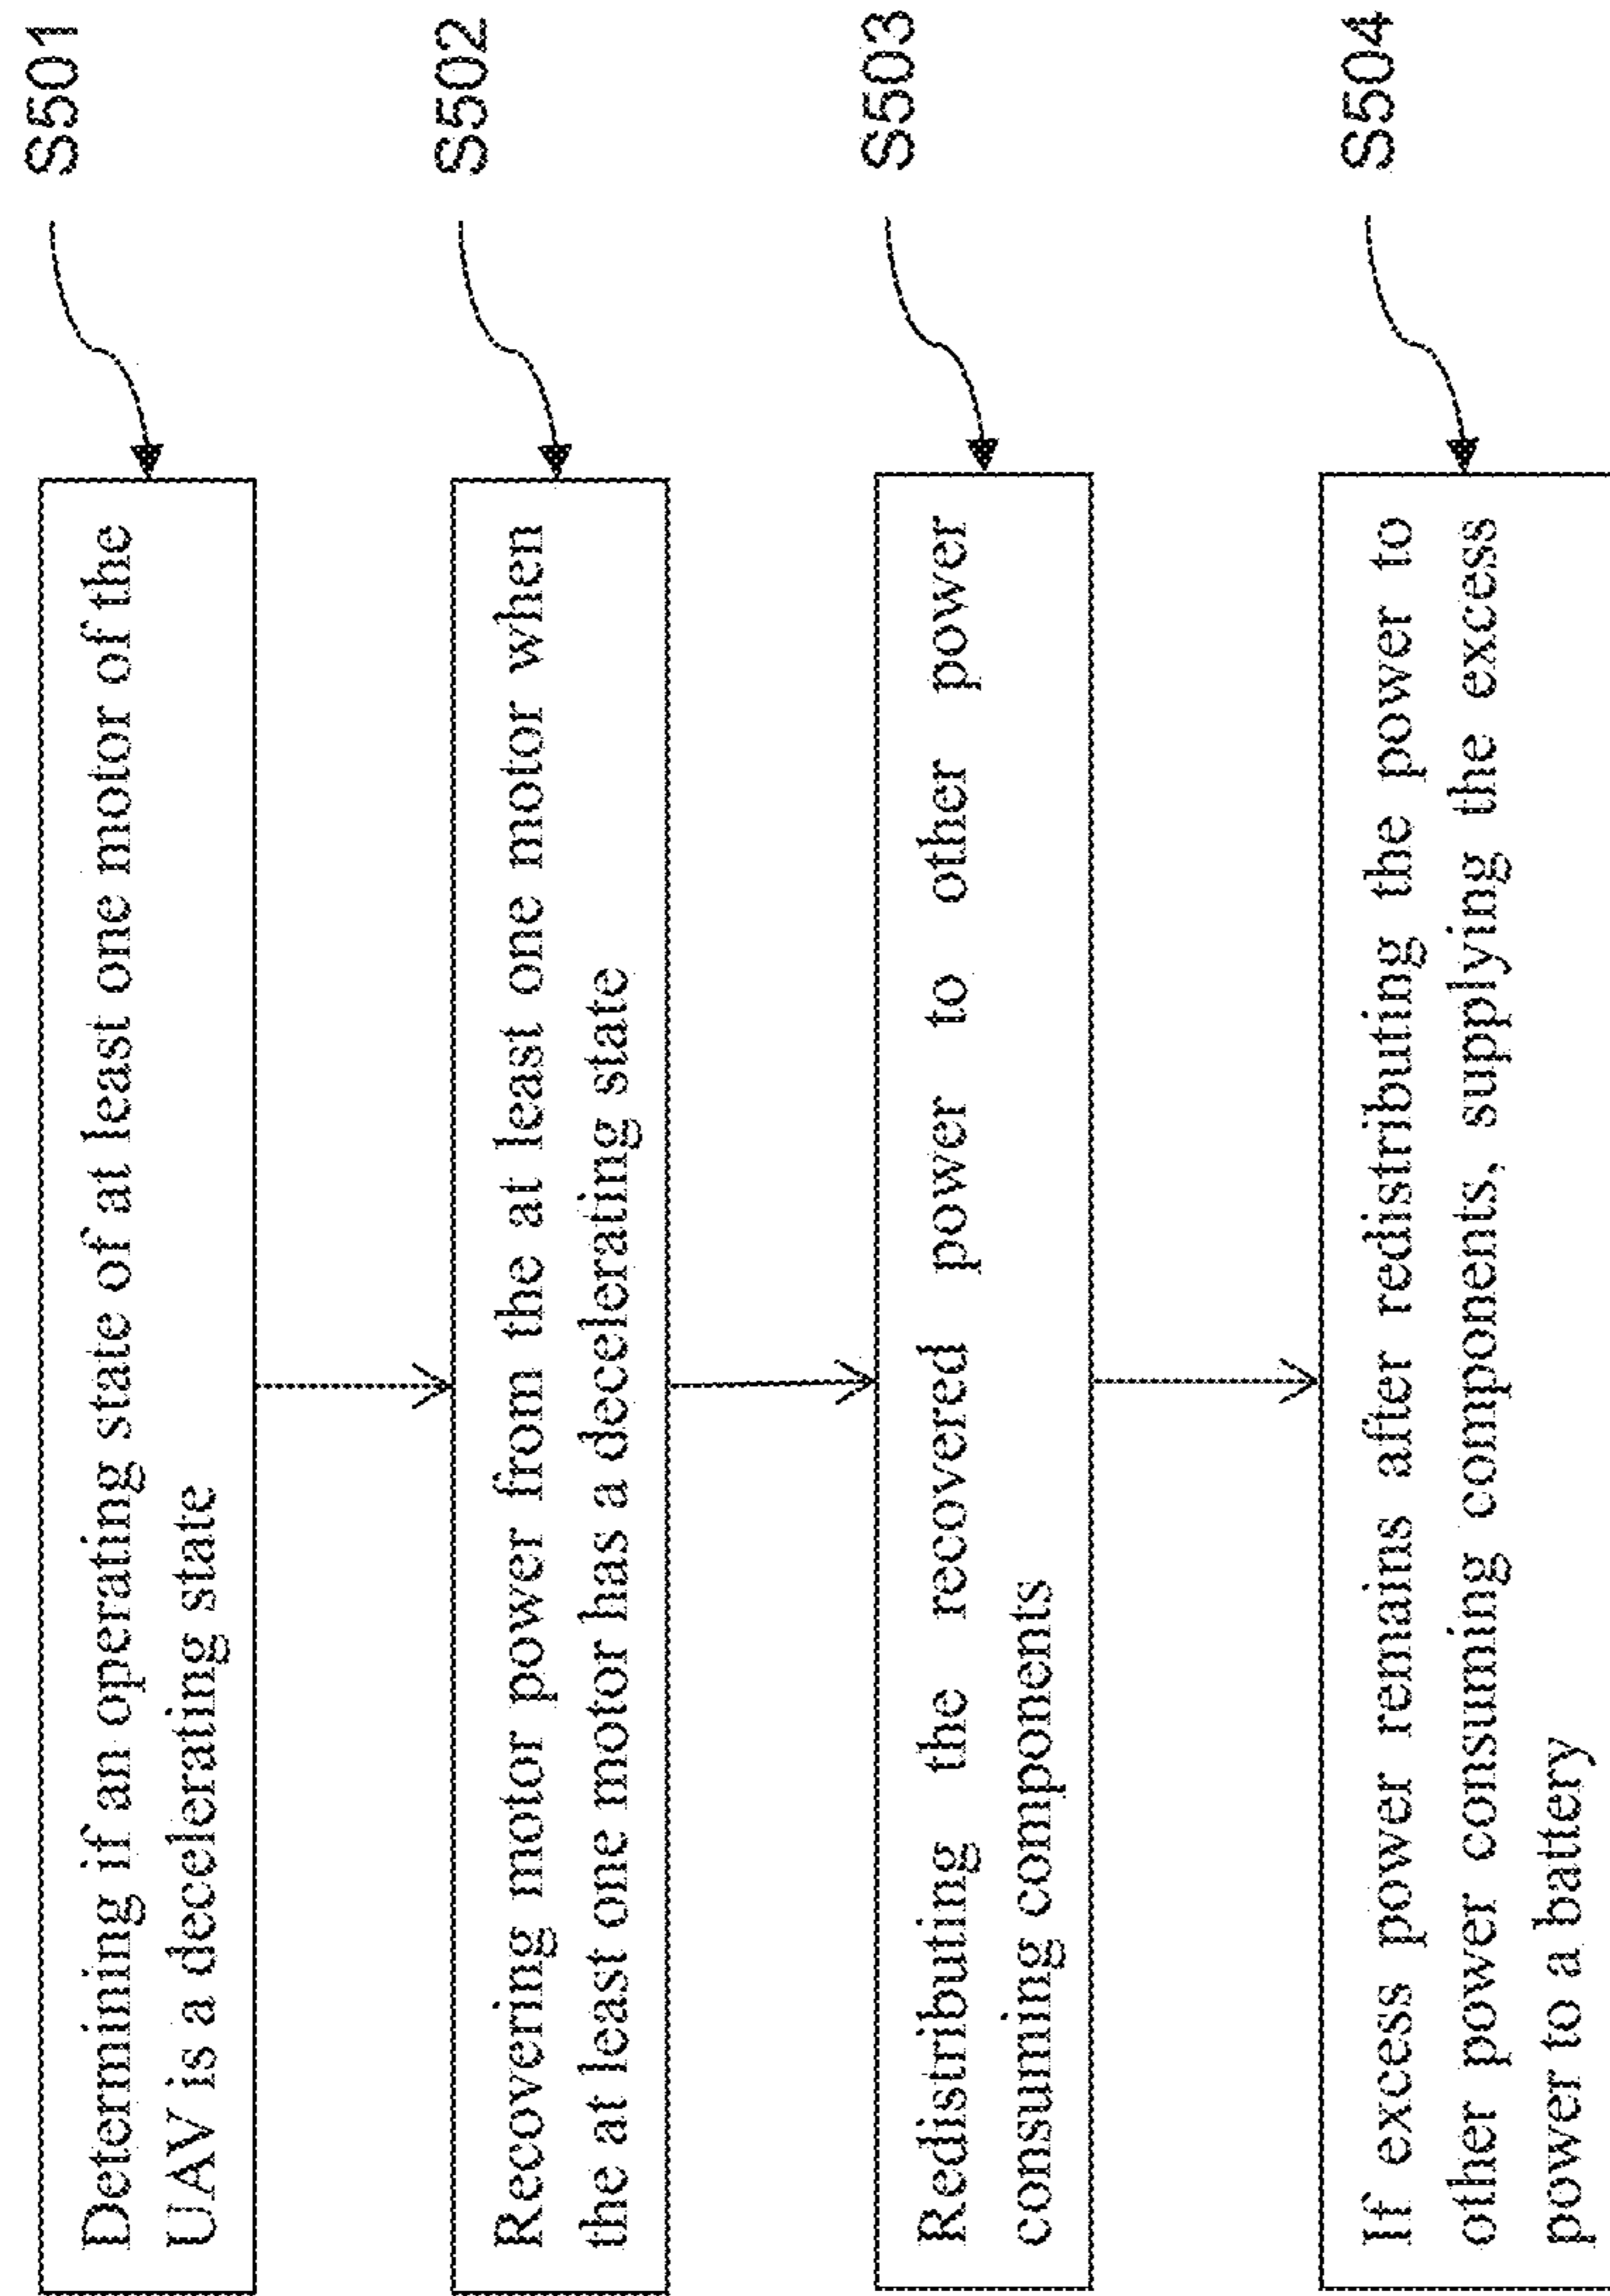 Determining if an operating state of at least one motor of the
UAV is a decelerating state
S501
Recovering motor power from the at least one motor when
the at least one motor has a decelerating state
S502
Redistributing the recovered power to other power
consuming components
S503
If excess power remains after redistributing the power to
other power consuming components, supplying the excess
power to a battery
S504